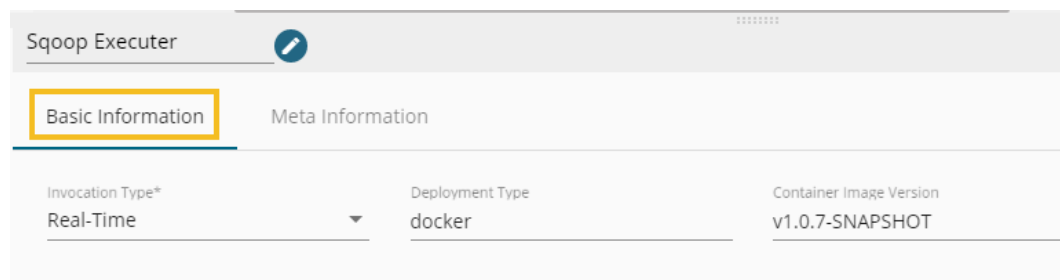 Sqoop Executer
Basic Information Meta Information
Invocation Type* Deployment Type Container Image Version
Real-Time docker v1.0.7-SNAPSHOT